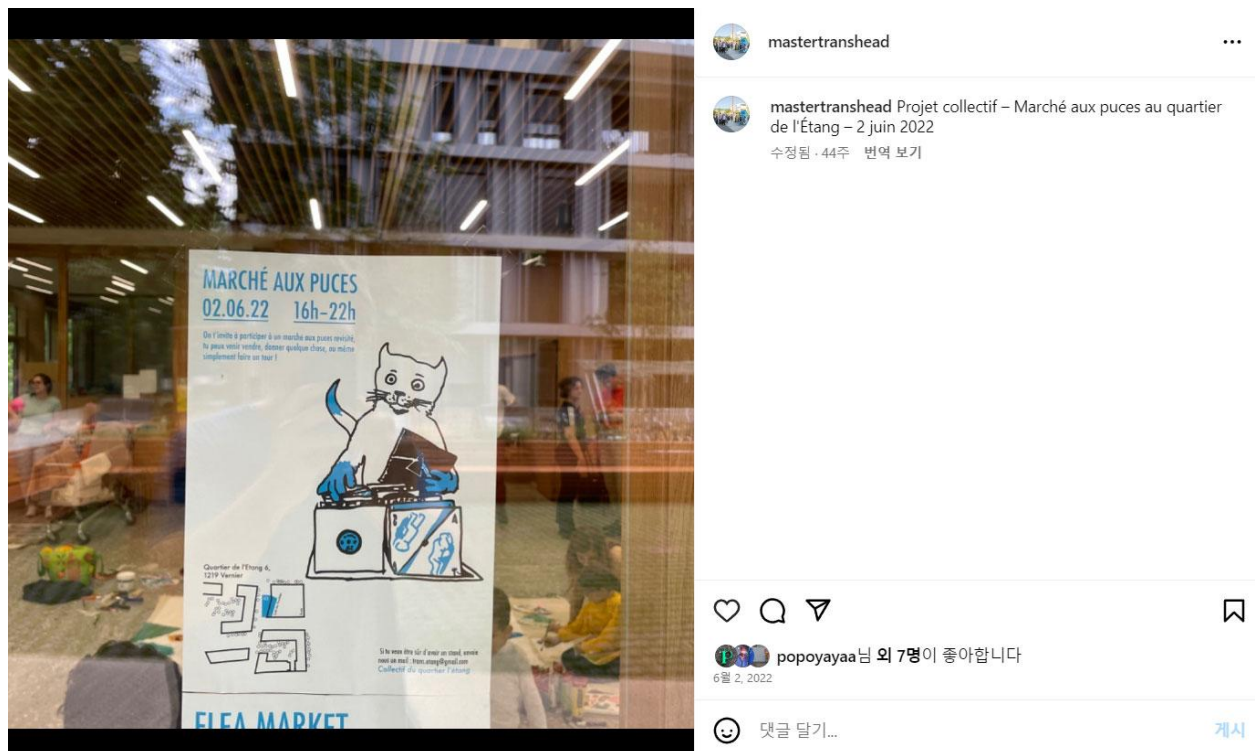 MARCHÉ AUX PUCES
02.06.22 16h–22h
On t'invite à participer à un marché aux puces revisité,
tu peux venir vendre, donner quelque chose, ou même
simplement faire un tour !
Quartier de l'Etang 6,
1219 Vernier
Si tu veux être sûr d'avoir un stand, envoie
nous un mail : trans.etang@gmail.com
Collectif du quartier l'étang
FLEA MARKET
mastertranshead
mastertranshead Projet collectif – Marché aux puces au quartier
de l'Étang – 2 juin 2022
수정됨 · 44주 번역 보기
popoyayaa님 외 7명이 좋아합니다
6월 2, 2022
댓글 달기...
게시